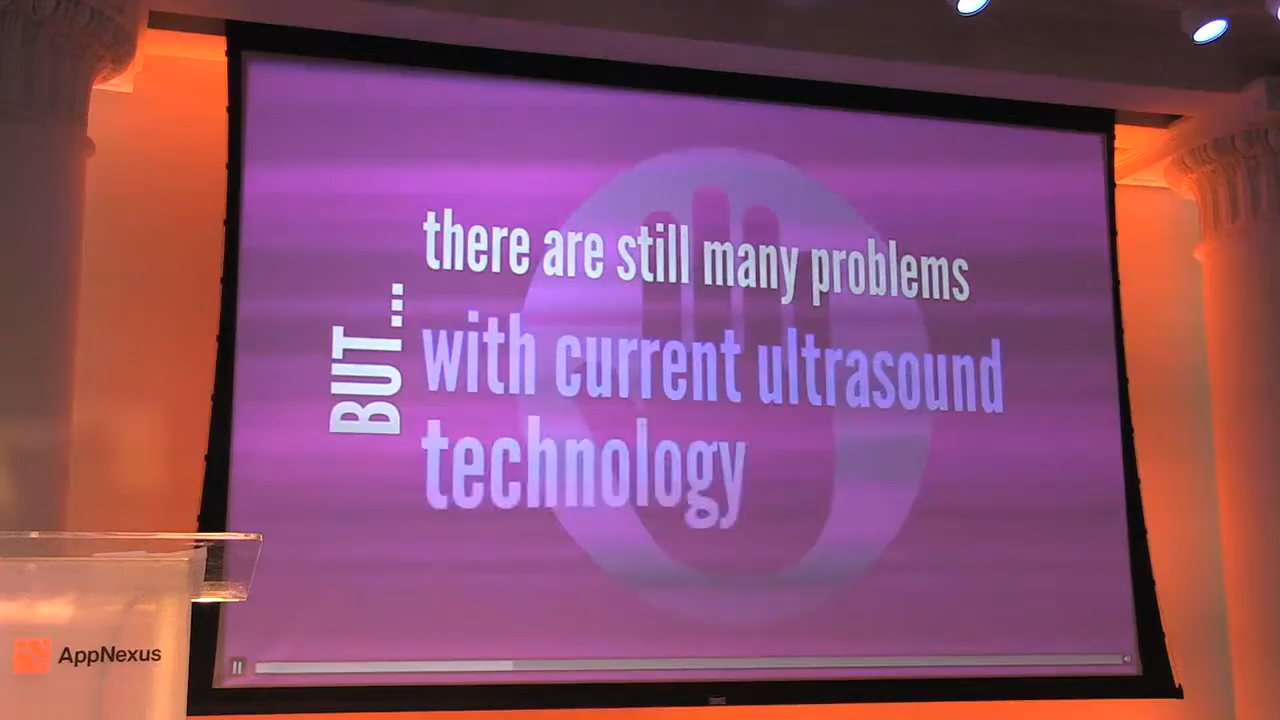 BUT...
there are still many problems
with current ultrasound
technology
AppNexus